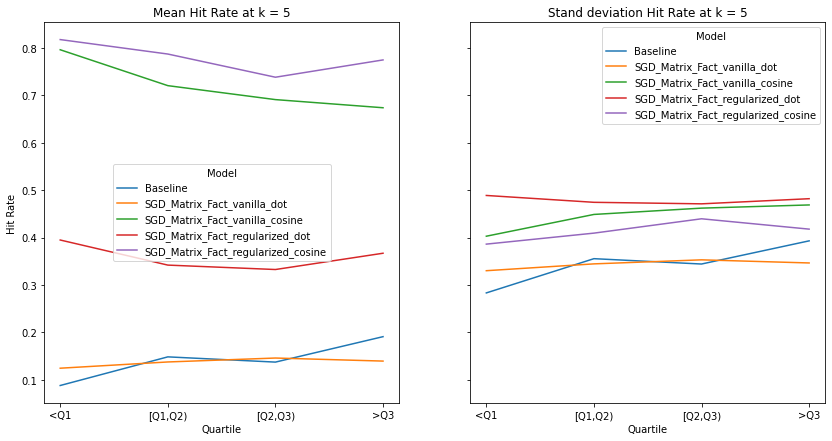 Mean Hit Rate at k = 5
Hit Rate
0.8
0.7
0.6
0.5
0.4
0.3
0.2
0.1
Model
Baseline
SGD_Matrix_Fact_vanilla_dot
SGD_Matrix_Fact_vanilla_cosine
SGD_Matrix_Fact_regularized_dot
SGD_Matrix_Fact_regularized_cosine
<Q1
[Q1,Q2)
[Q2,Q3)
>Q3
Quartile
Stand deviation Hit Rate at k = 5
Model
Baseline
SGD_Matrix_Fact_vanilla_dot
SGD_Matrix_Fact_vanilla_cosine
SGD_Matrix_Fact_regularized_dot
SGD_Matrix_Fact_regularized_cosine
<Q1
[Q1,Q2)
[Q2,Q3)
>Q3
Quartile